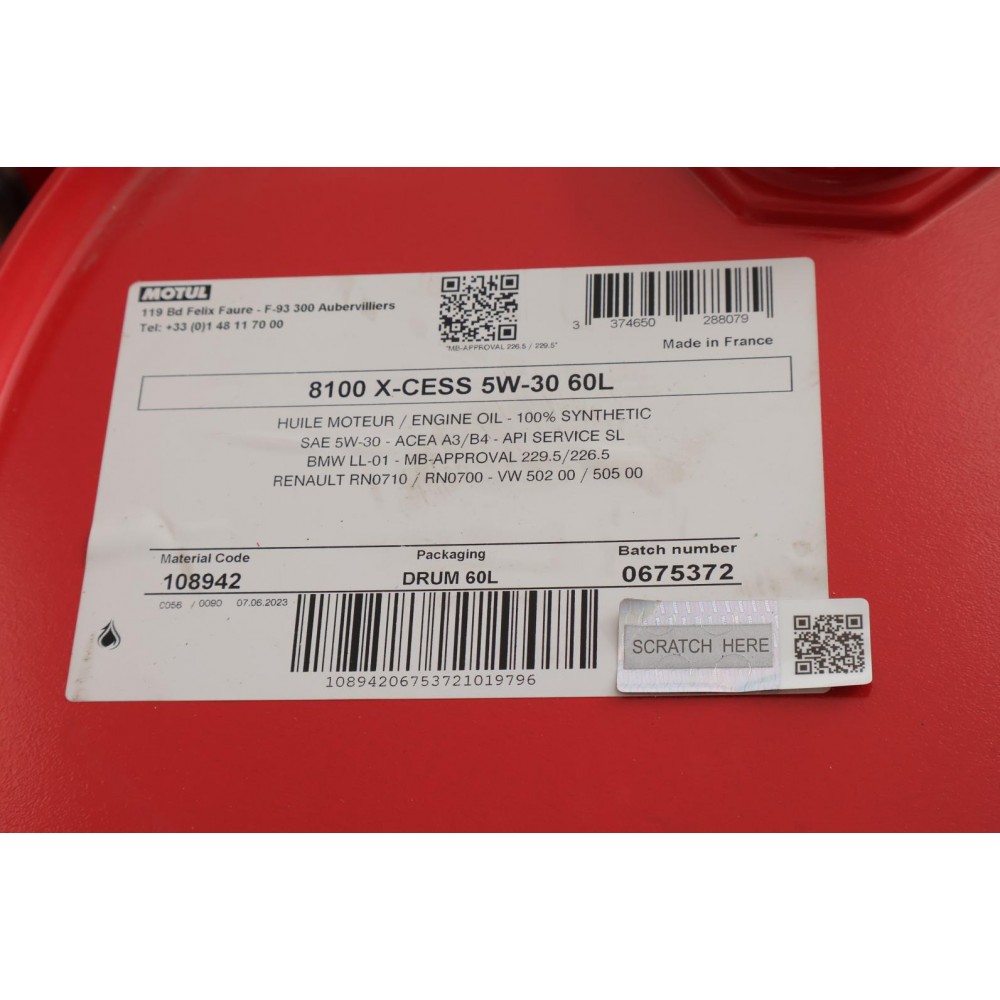 MOTUL
119 Bd Felix Faure - F-93 300 Aubervilliers
Tel: +33 (0)1 48 11 70 00
"MB-APPROVAL 226.5 / 229.5"
3 374650 288079
Made in France
8100 X-CESS 5W-30 60L
HUILE MOTEUR / ENGINE OIL - 100% SYNTHETIC
SAE 5W-30 - ACEA A3/B4 - API SERVICE SL
BMW LL-01 - MB-APPROVAL 229.5/226.5
RENAULT RN0710 / RN0700 - VW 502 00 / 505 00
Material Code Packaging Batch number
108942 DRUM 60L 0675372
C056 / 0090 07.06.2023
10894206753721019796
SCRATCH HERE